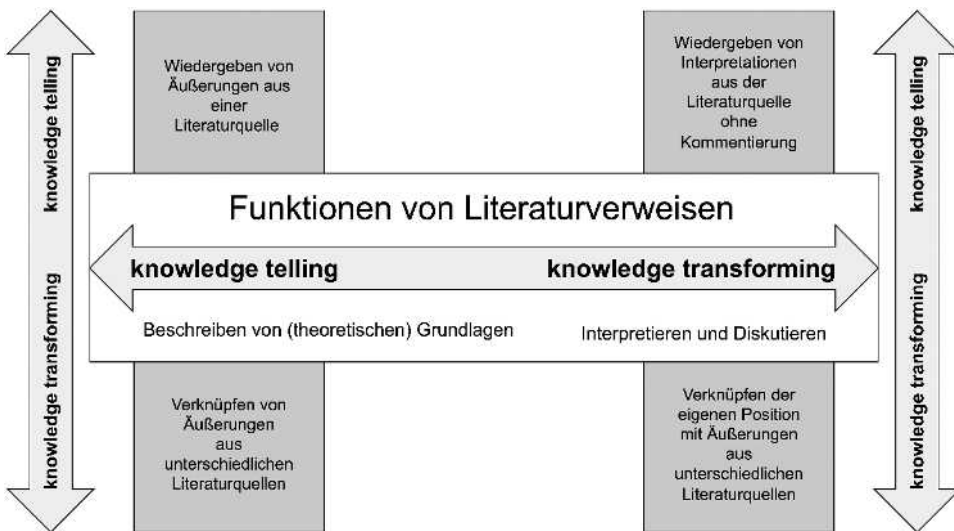 knowledge telling
knowledge transforming
Wiedergeben von
Äußerungen aus
einer
Literaturquelle
Wiedergeben von
Interpretationen
aus der
Literaturquelle
ohne
Kommentierung
knowledge telling
knowledge transforming
Funktionen von Literaturverweisen
knowledge telling
knowledge transforming
Beschreiben von (theoretischen) Grundlagen
Interpretieren und Diskutieren
Verknüpfen von
Äußerungen
aus
unterschiedlichen
Literaturquellen
Verknüpfen der
eigenen Position
mit Äußerungen
aus
unterschiedlichen
Literaturquellen